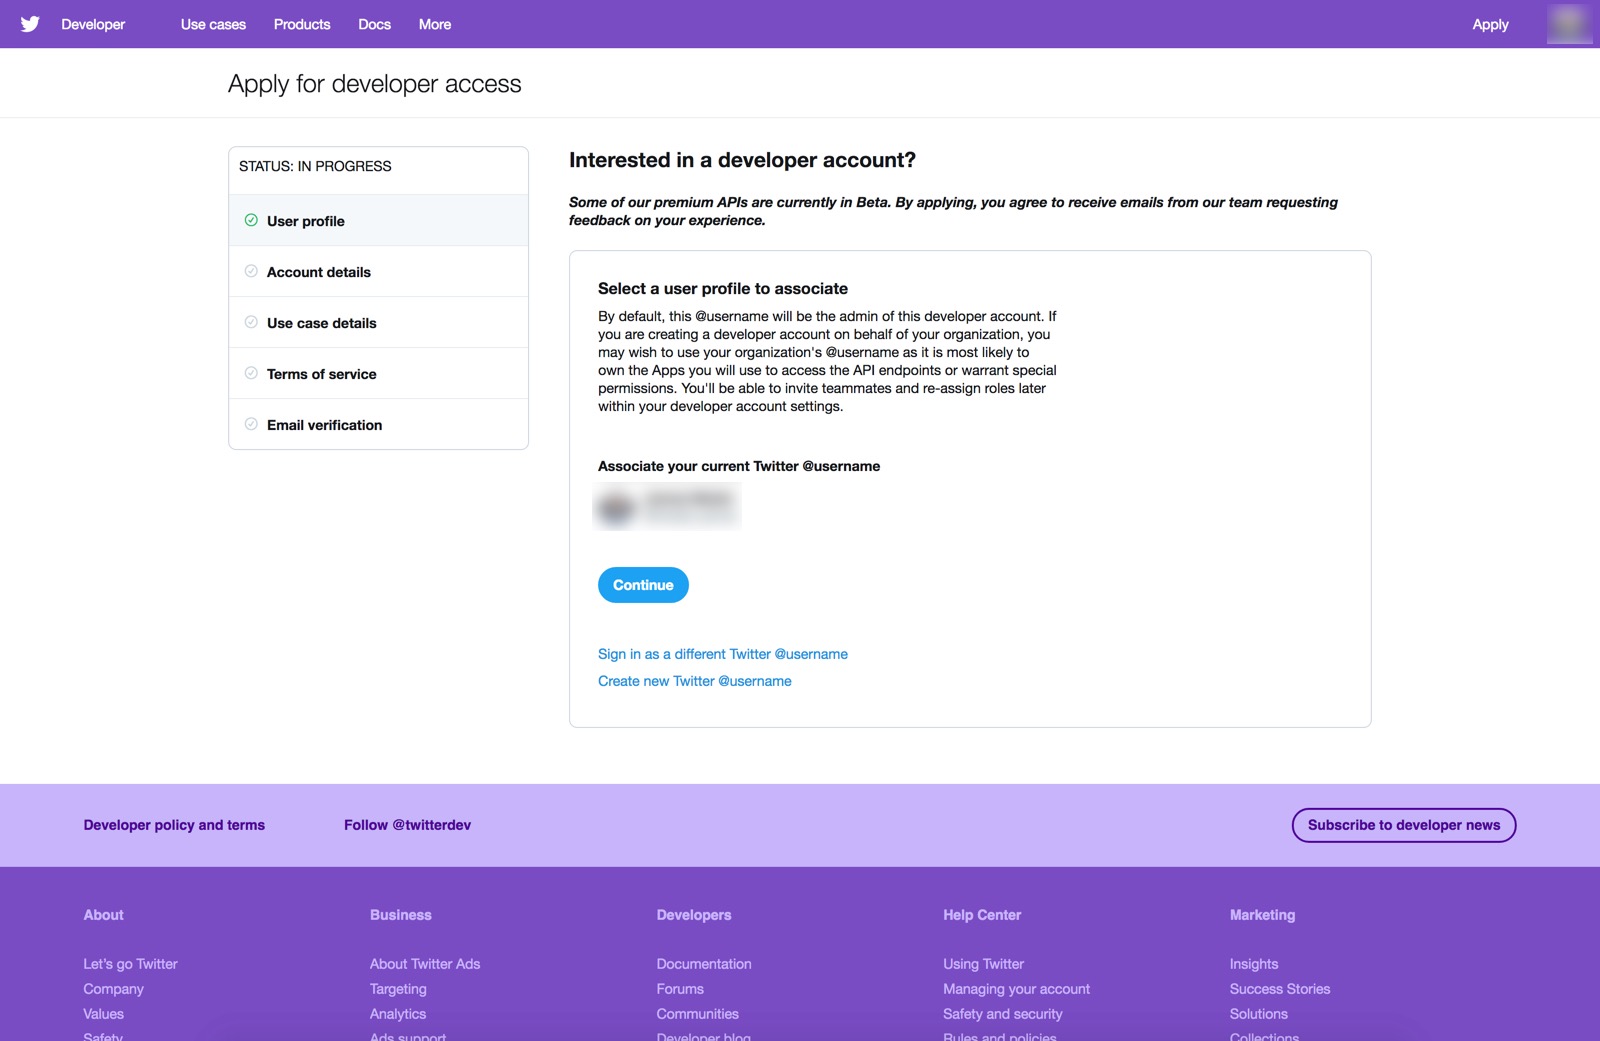 Developer
Use cases
Products
Docs
More
Apply
Apply for developer access
STATUS: IN PROGRESS
User profile
Account details
Use case details
Terms of service
Email verification
Interested in a developer account?
Some of our premium APIs are currently in Beta. By applying, you agree to receive emails from our team requesting
feedback on your experience.
Select a user profile to associate
By default, this @username will be the admin of this developer account. If
you are creating a developer account on behalf of your organization, you
may wish to use your organization's @username as it is most likely to
own the Apps you will use to access the API endpoints or warrant special
permissions. You'll be able to invite teammates and re-assign roles later
within your developer account settings.
Associate your current Twitter @username
Continue
Sign in as a different Twitter @username
Create new Twitter @username
Developer policy and terms
Follow @twitterdev
Subscribe to developer news
About
Let's go Twitter
Company
Values
Safety
Business
About Twitter Ads
Targeting
Analytics
Ads support
Developers
Documentation
Forums
Communities
Developer blog
Help Center
Using Twitter
Managing your account
Safety and security
Rules and policies
Marketing
Insights
Success Stories
Solutions
Collections